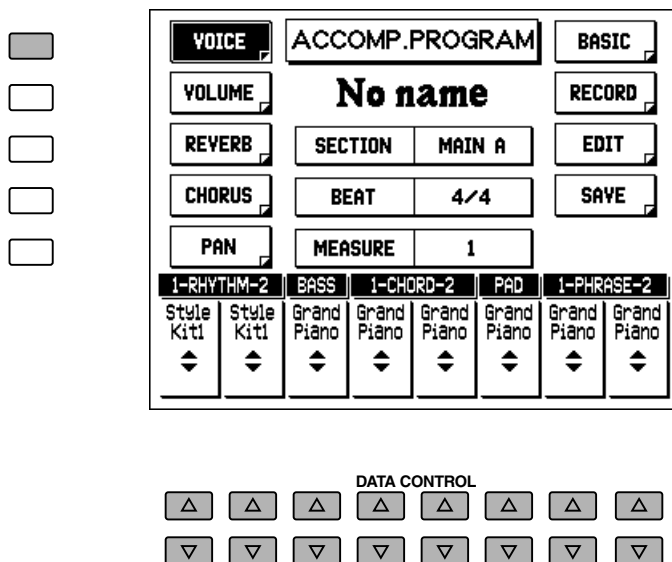 VOICE
ACCOMP.PROGRAM
BASIC
VOLUME
No name
RECORD
REVERB
SECTION
MAIN A
EDIT
CHORUS
BEAT
4/4
SAVE
PAN
MEASURE
1
1-RHYTHM-2
BASS
1-CHORD-2
PAD
1-PHRASE-2
Style Style Grand Grand Grand Grand Grand Grand
Kit1 Kit1 Piano Piano Piano Piano Piano Piano
DATA CONTROL